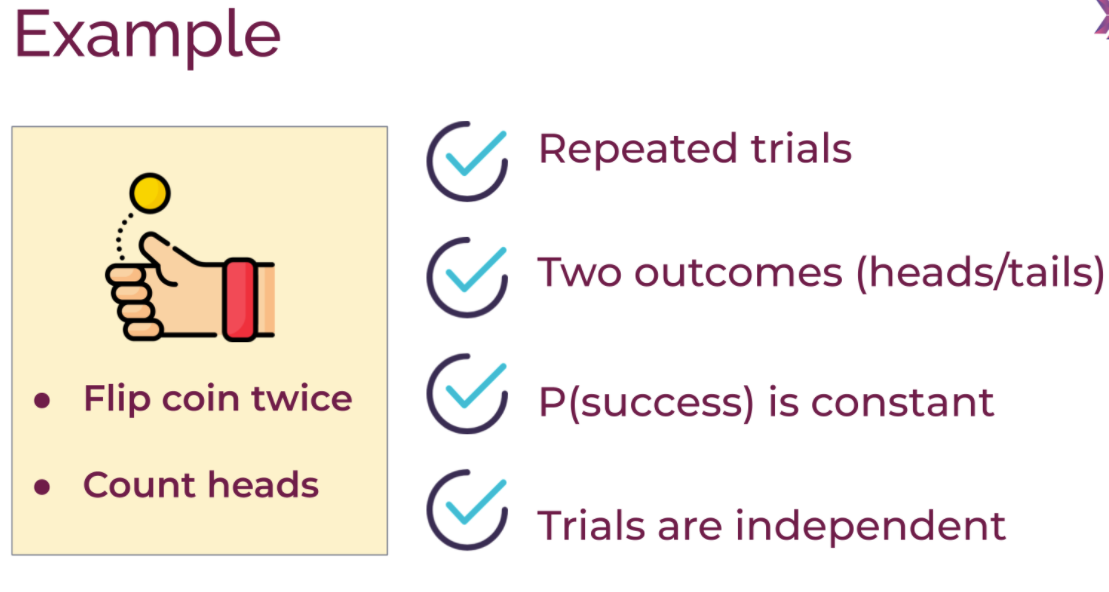 Example
Repeated trials
Two outcomes (heads/tails)
P(success) is constant
Trials are independent
• Flip coin twice
• Count heads